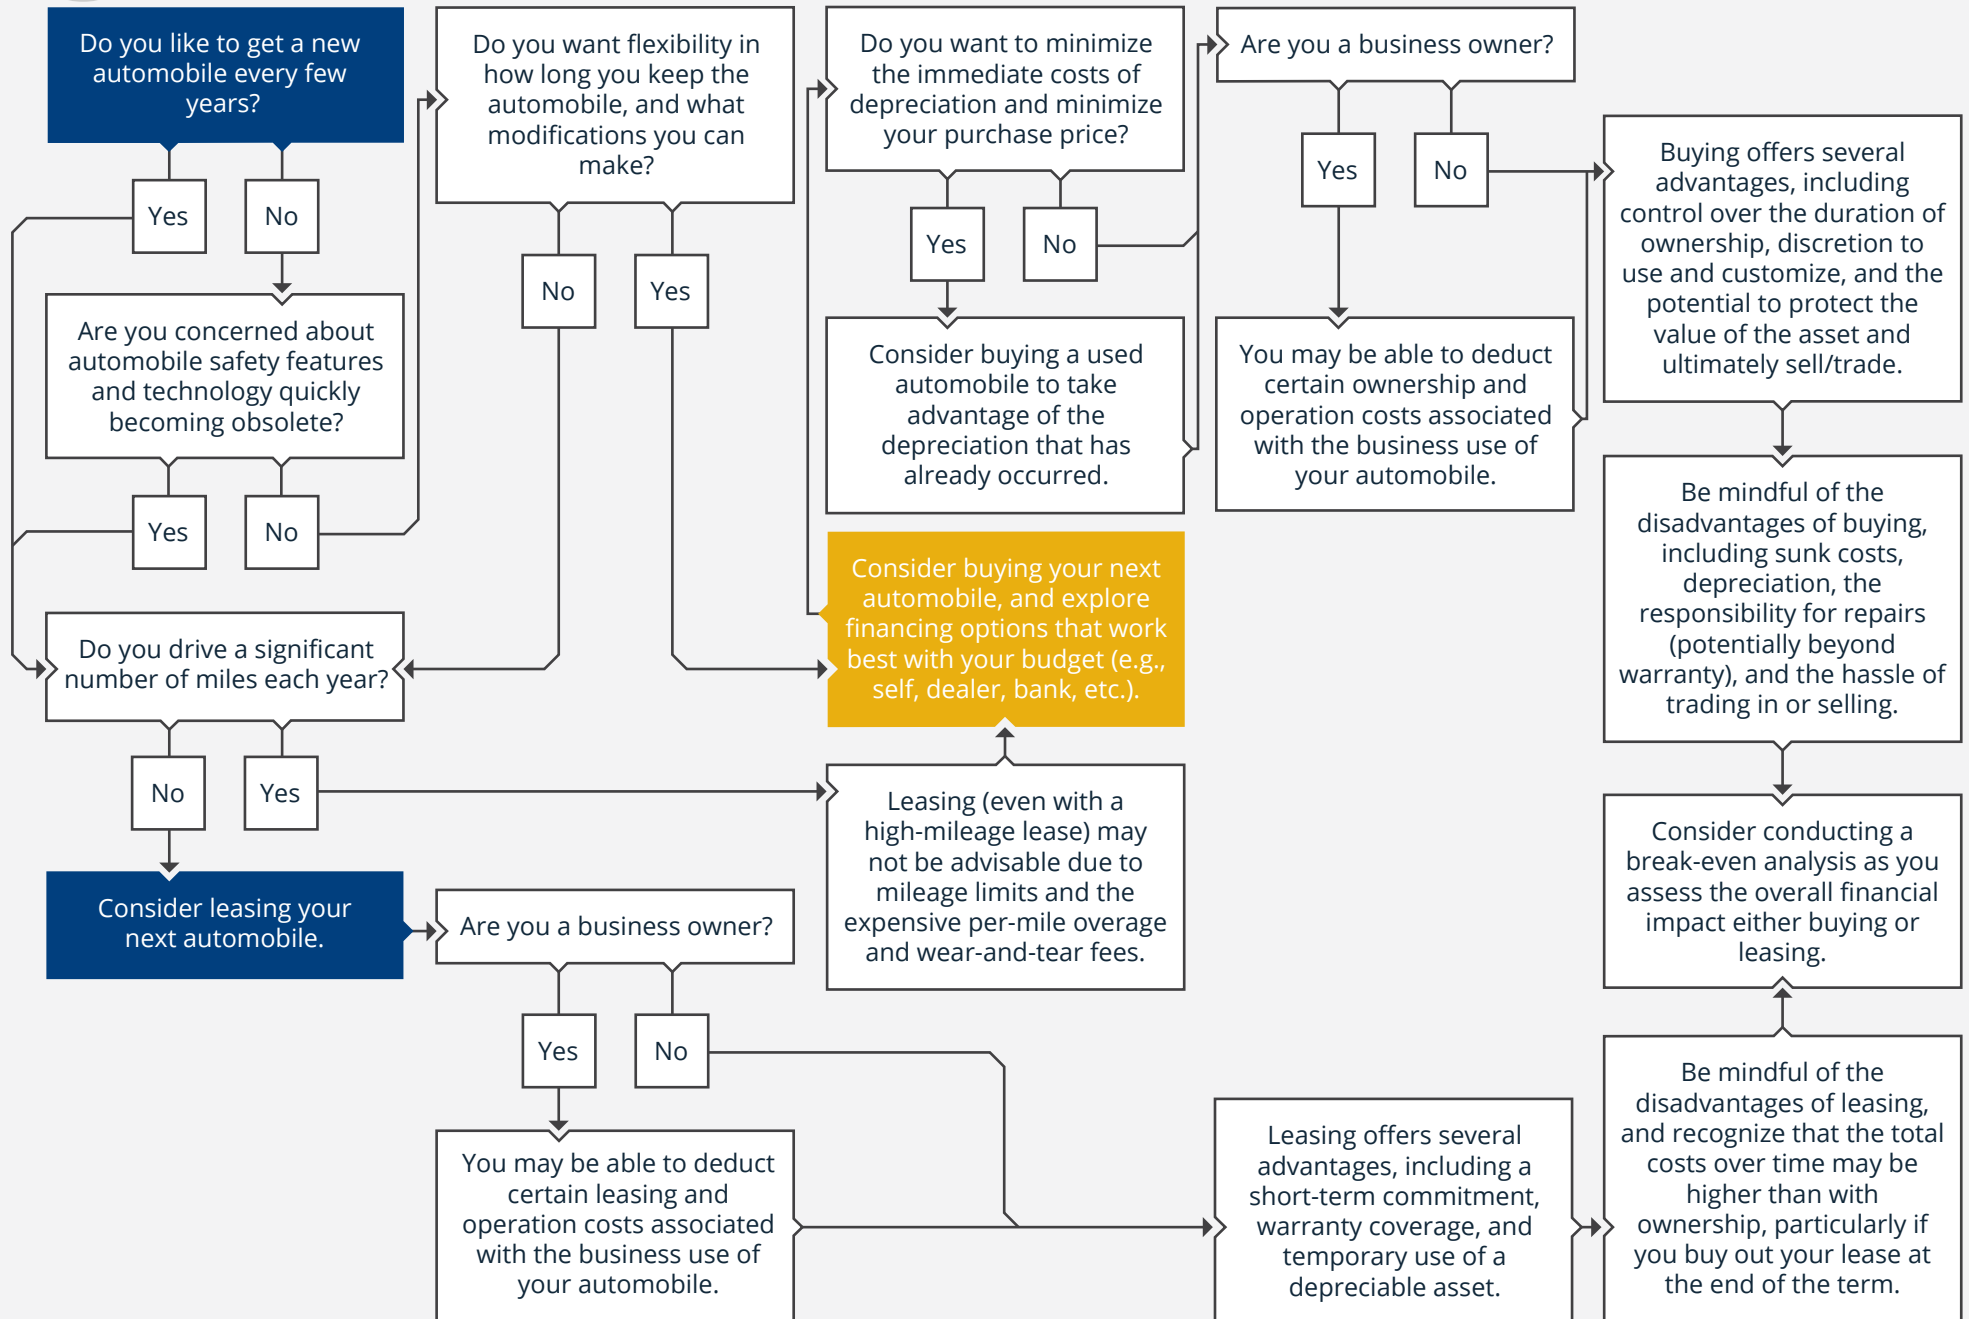 Do you like to get a new
automobile every few
years?
Yes
No
Are you concerned about
automobile safety features
and technology quickly
becoming obsolete?
Yes
No
Do you drive a significant
number of miles each year?
No
Yes
Consider leasing your
next automobile.
Do you want flexibility in
how long you keep the
automobile, and what
modifications you can
make?
No
Yes
Are you a business owner?
Yes
No
You may be able to deduct
certain leasing and
operation costs associated
with the business use of
your automobile.
Do you want to minimize
the immediate costs of
depreciation and minimize
your purchase price?
Yes
No
Consider buying a used
automobile to take
advantage of the
depreciation that has
already occurred.
Consider buying your next
automobile, and explore
financing options that work
best with your budget (e.g.,
self, dealer, bank, etc.).
Leasing (even with a
high-mileage lease) may
not be advisable due to
mileage limits and the
expensive per-mile overage
and wear-and-tear fees.
Are you a business owner?
Yes
No
You may be able to deduct
certain ownership and
operation costs associated
with the business use of
your automobile.
Leasing offers several
advantages, including a
short-term commitment,
warranty coverage, and
temporary use of a
depreciable asset.
Buying offers several
advantages, including
control over the duration of
ownership, discretion to
use and customize, and the
potential to protect the
value of the asset and
ultimately sell/trade.
Be mindful of the
disadvantages of buying,
including sunk costs,
depreciation, the
responsibility for repairs
(potentially beyond
warranty), and the hassle of
trading in or selling.
Consider conducting a
break-even analysis as you
assess the overall financial
impact either buying or
leasing.
Be mindful of the
disadvantages of leasing,
and recognize that the total
costs over time may be
higher than with
ownership, particularly if
you buy out your lease at
the end of the term.